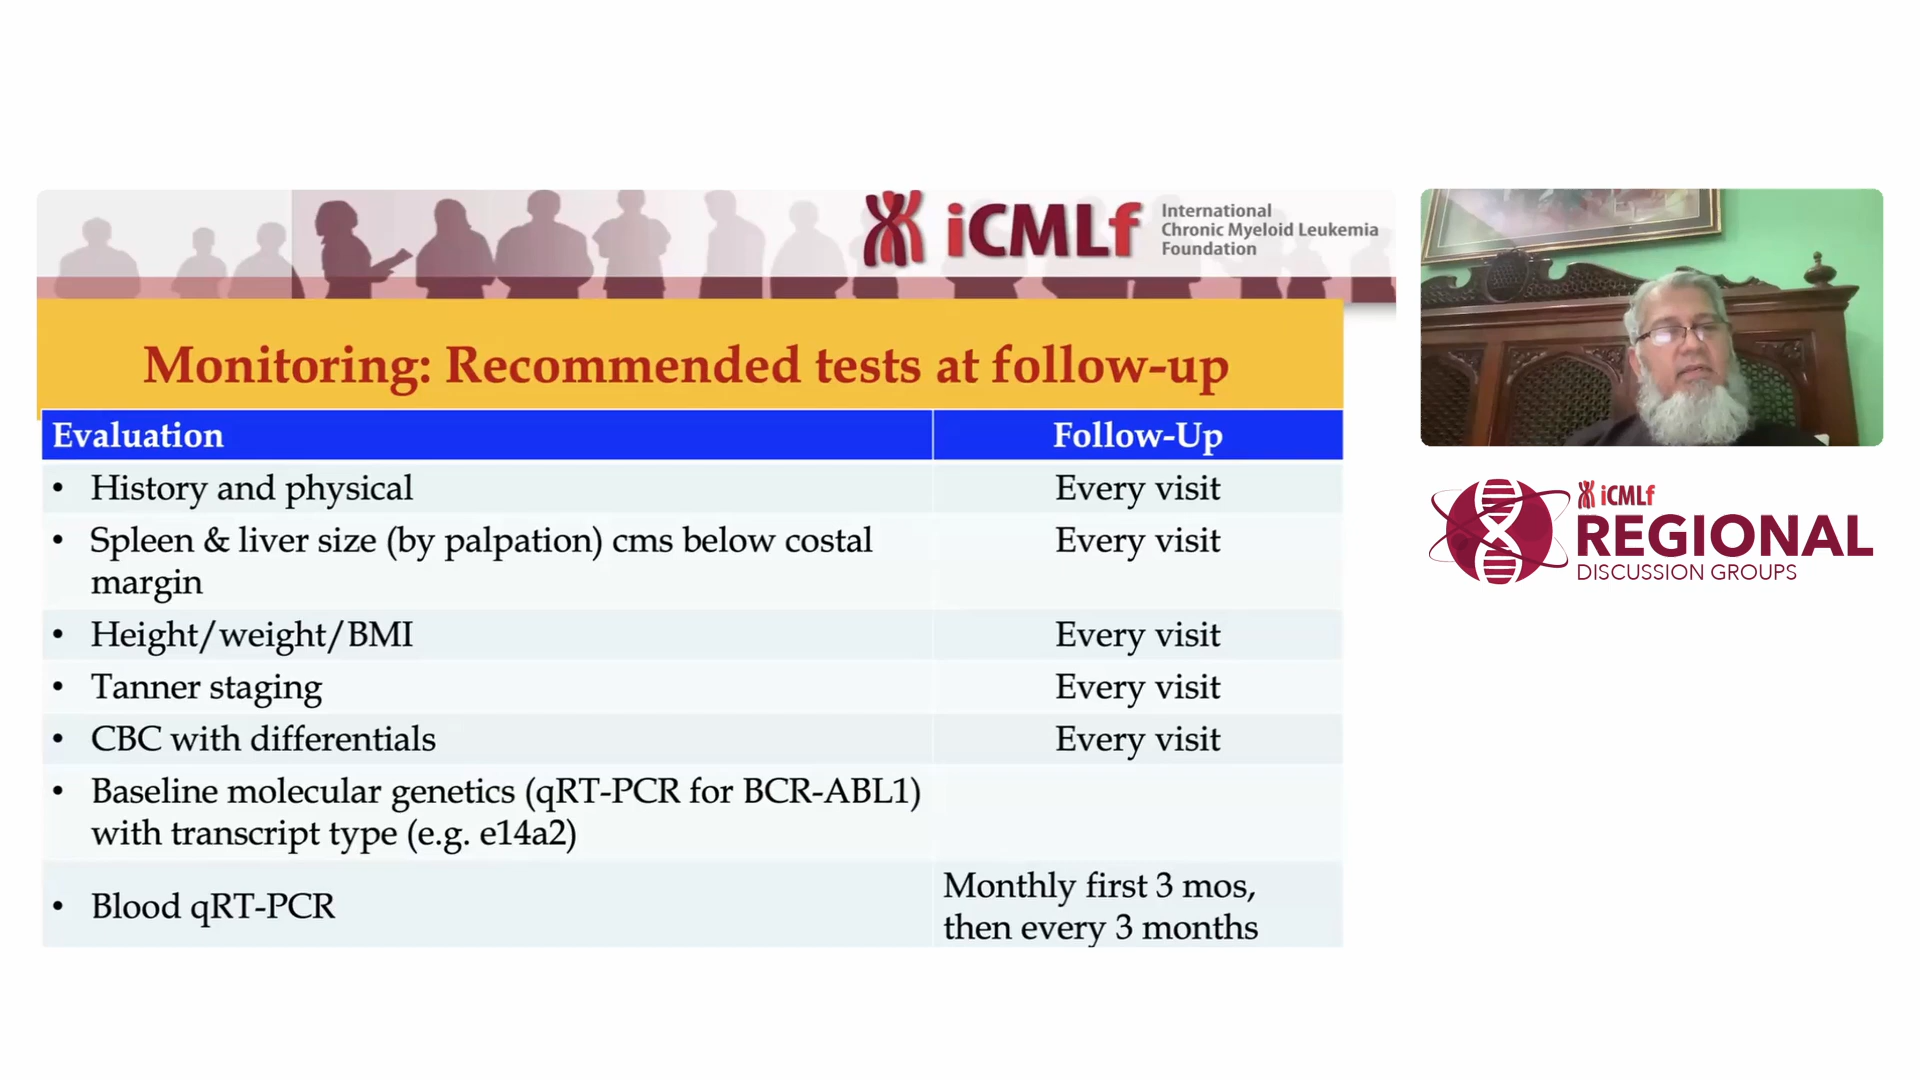 iCMLf
International
Chronic Myeloid Leukemia
Foundation
Monitoring: Recommended tests at follow-up
Evaluation Follow-Up
• History and physical Every visit
• Spleen & liver size (by palpation) cms below costal Every visit
margin
• Height/weight/BMI Every visit
• Tanner staging Every visit
• CBC with differentials Every visit
• Baseline molecular genetics (qRT-PCR for BCR-ABL1)
with transcript type (e.g. e14a2)
• Blood qRT-PCR Monthly first 3 mos,
then every 3 months
iCMLf
REGIONAL
DISCUSSION GROUPS